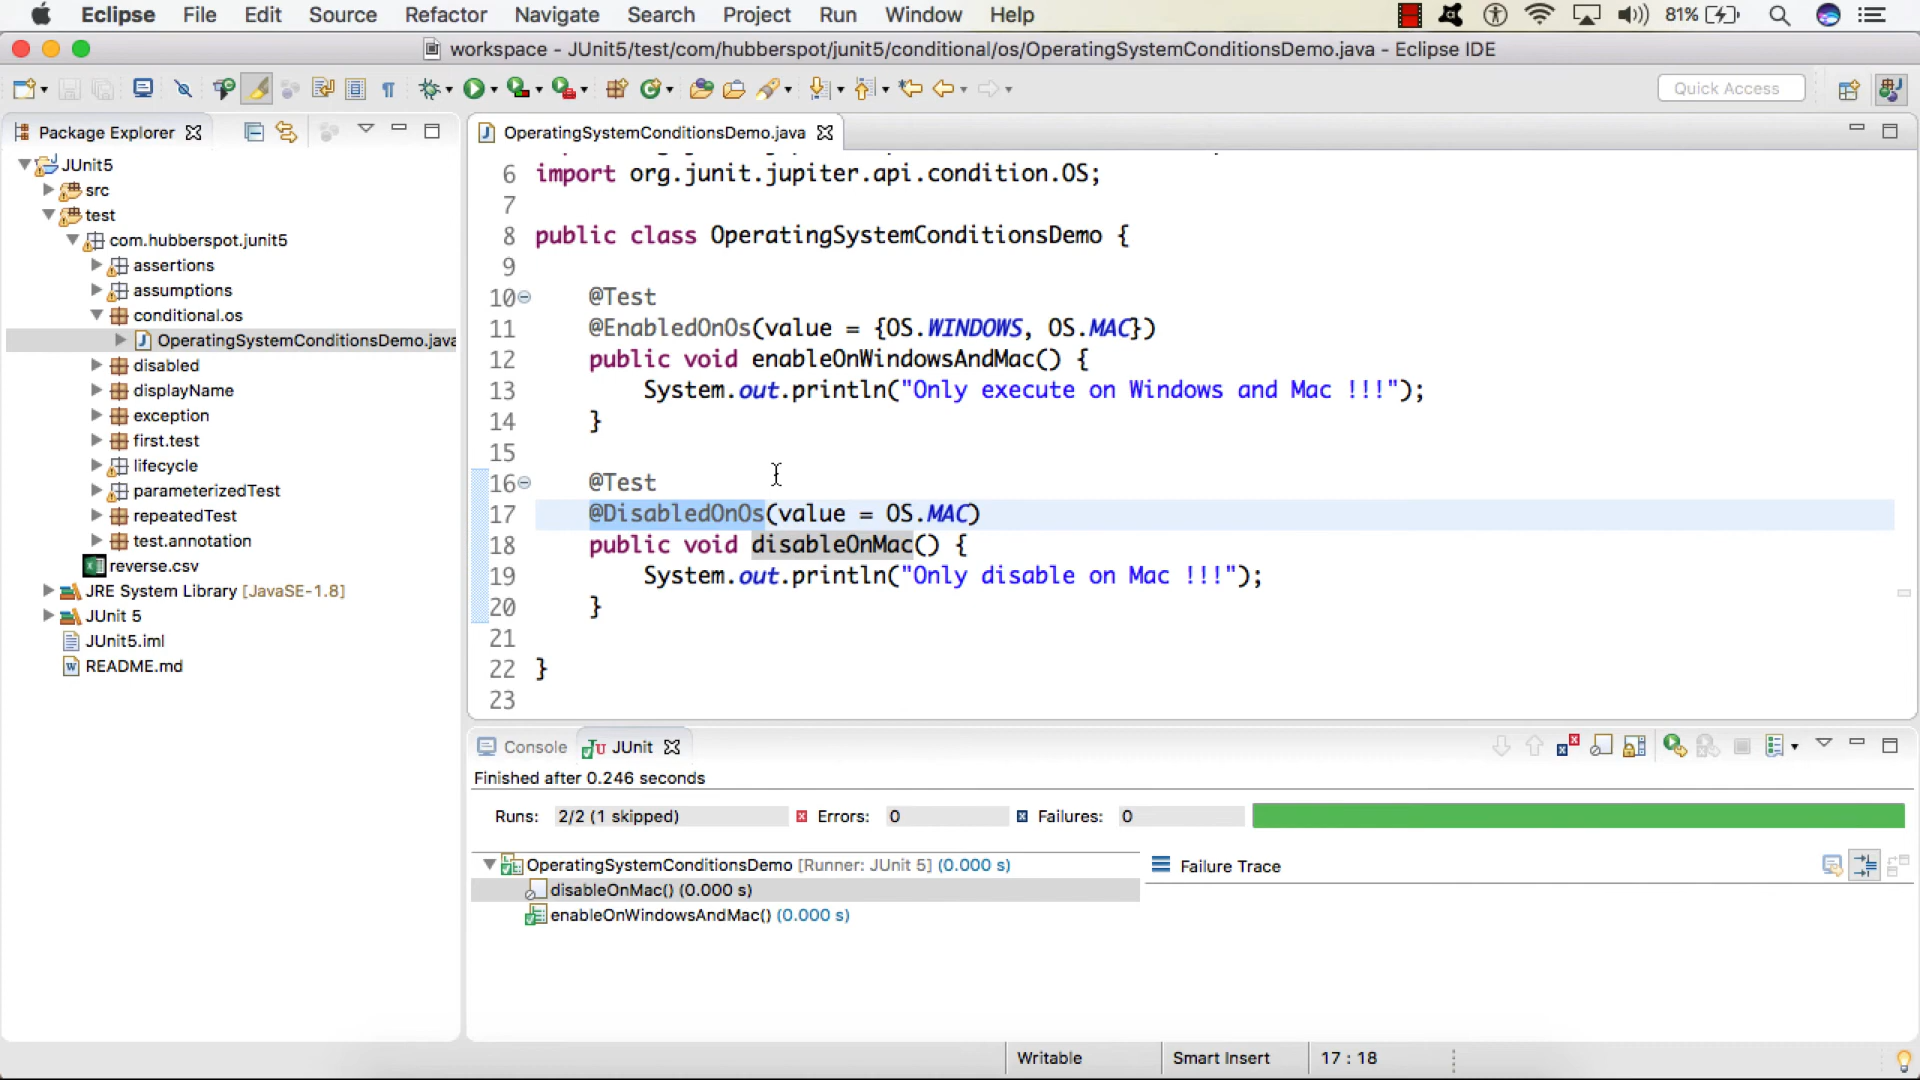 Eclipse File Edit Source Refactor Navigate Search Project Run Window Help 81%
workspace - JUnit5/test/com/hubberspot/junit5/conditional/os/OperatingSystemConditionsDemo.java - Eclipse IDE
Quick Access
Package Explorer
JUnit5
src
test
com.hubberspot.junit5
assertions
assumptions
conditional.os
OperatingSystemConditionsDemo.java
disabled
displayName
exception
first.test
lifecycle
parameterizedTest
repeatedTest
test.annotation
reverse.csv
JRE System Library [JavaSE-1.8]
JUnit 5
JUnit5.iml
README.md
OperatingSystemConditionsDemo.java
6 import org.junit.jupiter.api.condition.OS;
7
8 public class OperatingSystemConditionsDemo {
9
10 @Test
11 @EnabledOnOs(value = {OS.WINDOWS, OS.MAC})
12 public void enableOnWindowsAndMac() {
13 System.out.println("Only execute on Windows and Mac !!!");
14 }
15
16 @Test
17 @DisabledOnOs(value = OS.MAC)
18 public void disableOnMac() {
19 System.out.println("Only disable on Mac !!!");
20 }
21
22 }
23
Console JUnit
Finished after 0.246 seconds
Runs: 2/2 (1 skipped) Errors: 0 Failures: 0
OperatingSystemConditionsDemo [Runner: JUnit 5] (0.000 s)
disableOnMac() (0.000 s)
enableOnWindowsAndMac() (0.000 s)
Failure Trace
Writable Smart Insert 17 : 18